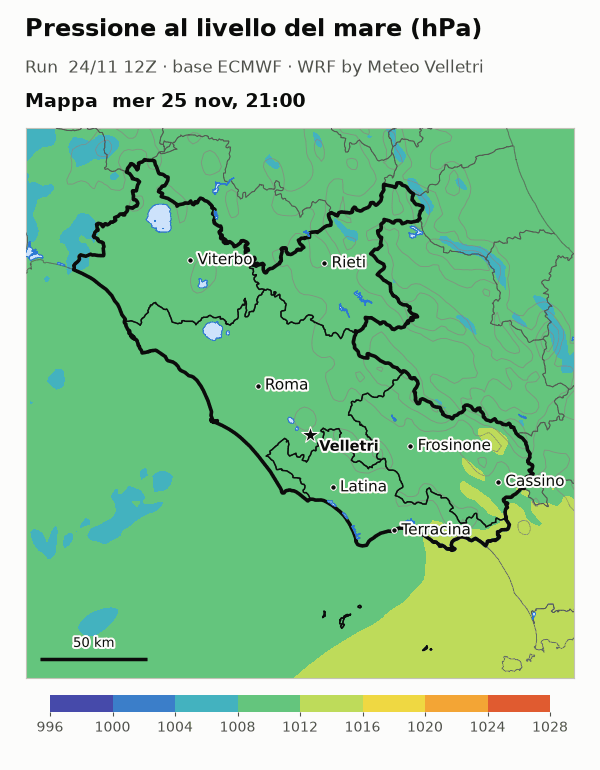 Pressione al livello del mare (hPa)
Run  24/11 12Z · base ECMWF · WRF by Meteo Velletri
Mappa  mer 25 nov, 21:00
Viterbo
Rieti
Roma
Velletri
Frosinone
Latina
Cassino
Terracina
50 km
996 1000 1004 1008 1012 1016 1020 1024 1028